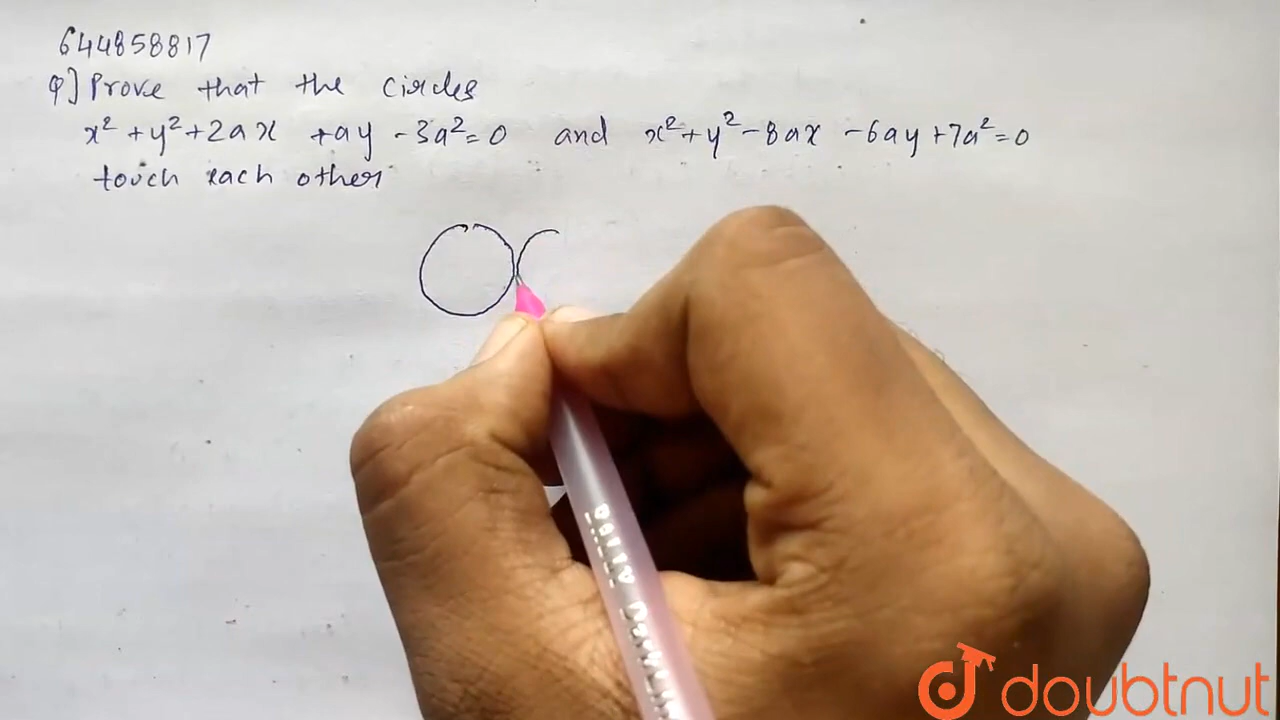 644858817
Q] Prove that the Circles
x² + y² + 2ax + ay - 3a² = 0 and x² + y² - 8ax - 6ay + 7a² = 0
touch each other
doubtnut